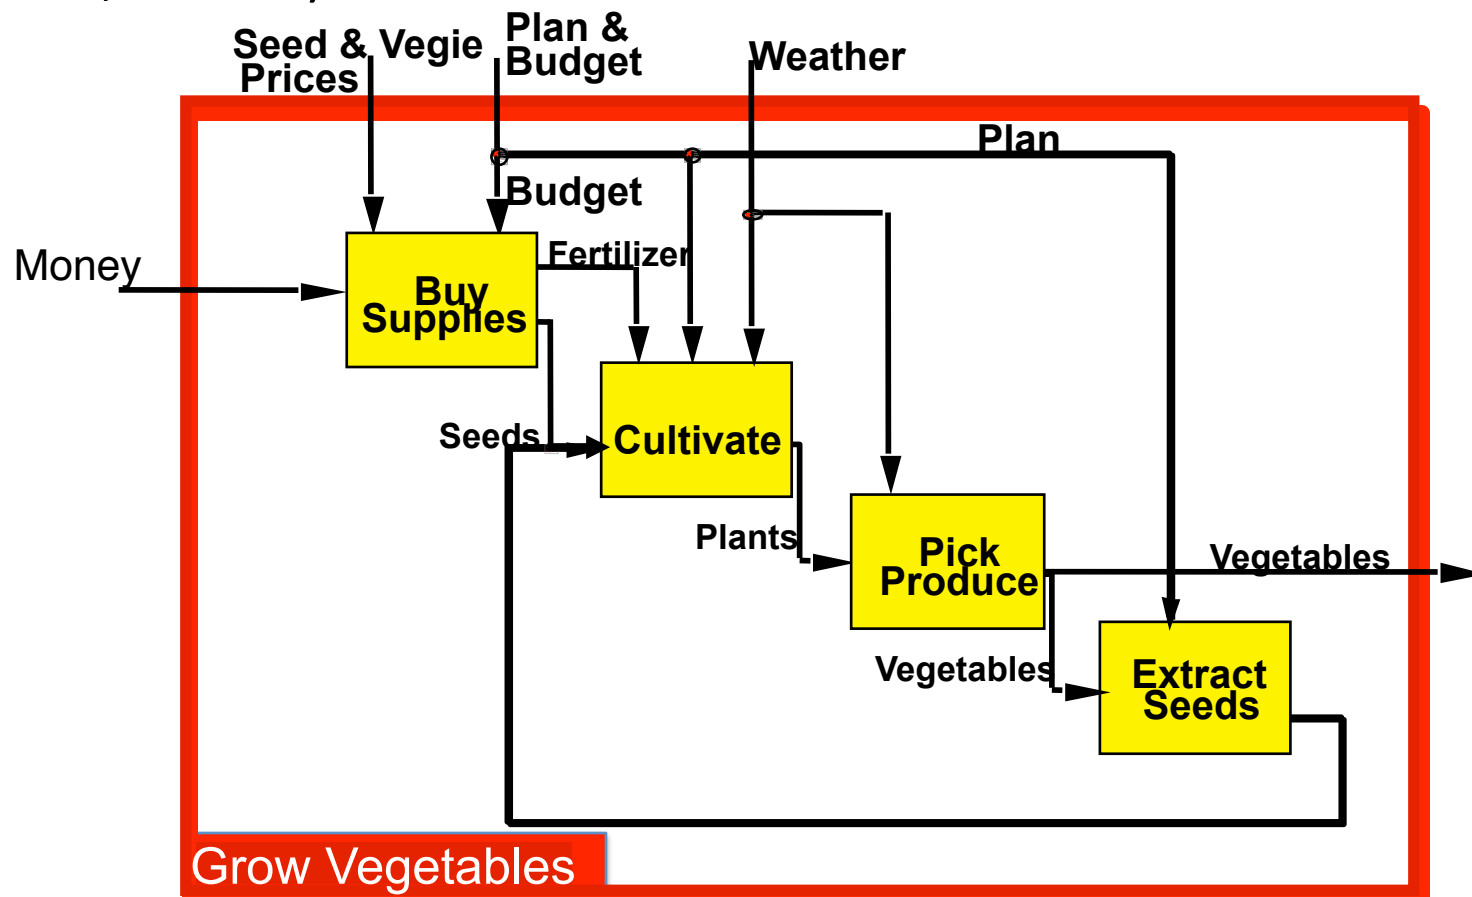 Seed & Vegie
Prices
Plan &
Budget
Weather
Plan
Budget
Money
Fertilizer
Buy
Supplies
Seeds
Cultivate
Plants
Pick
Produce
Vegetables
Vegetables
Extract
Seeds
Grow Vegetables